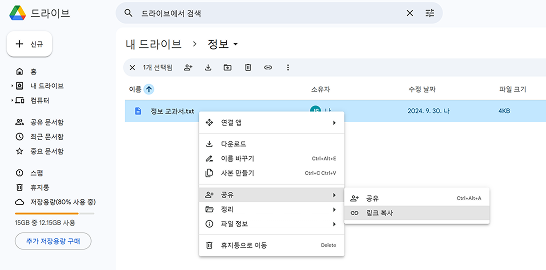 드라이브
드라이브에서 검색
신규
홈
내 드라이브
컴퓨터
공유 문서함
최근 문서함
중요 문서함
스팸
휴지통
저장용량(80% 사용 중)
15GB 중 12.15GB 사용
추가 저장용량 구매
내 드라이브 > 정보
1개 선택됨
이름 소유자 수정 날짜 파일 크기
정보 교과서.txt 나 2024. 9. 30. 나 4KB
연결 앱
다운로드
이름 바꾸기 Ctrl+Alt+E
사본 만들기 Ctrl+C Ctrl+V
공유
정리
파일 정보
휴지통으로 이동 Delete
공유 Ctrl+Alt+A
링크 복사